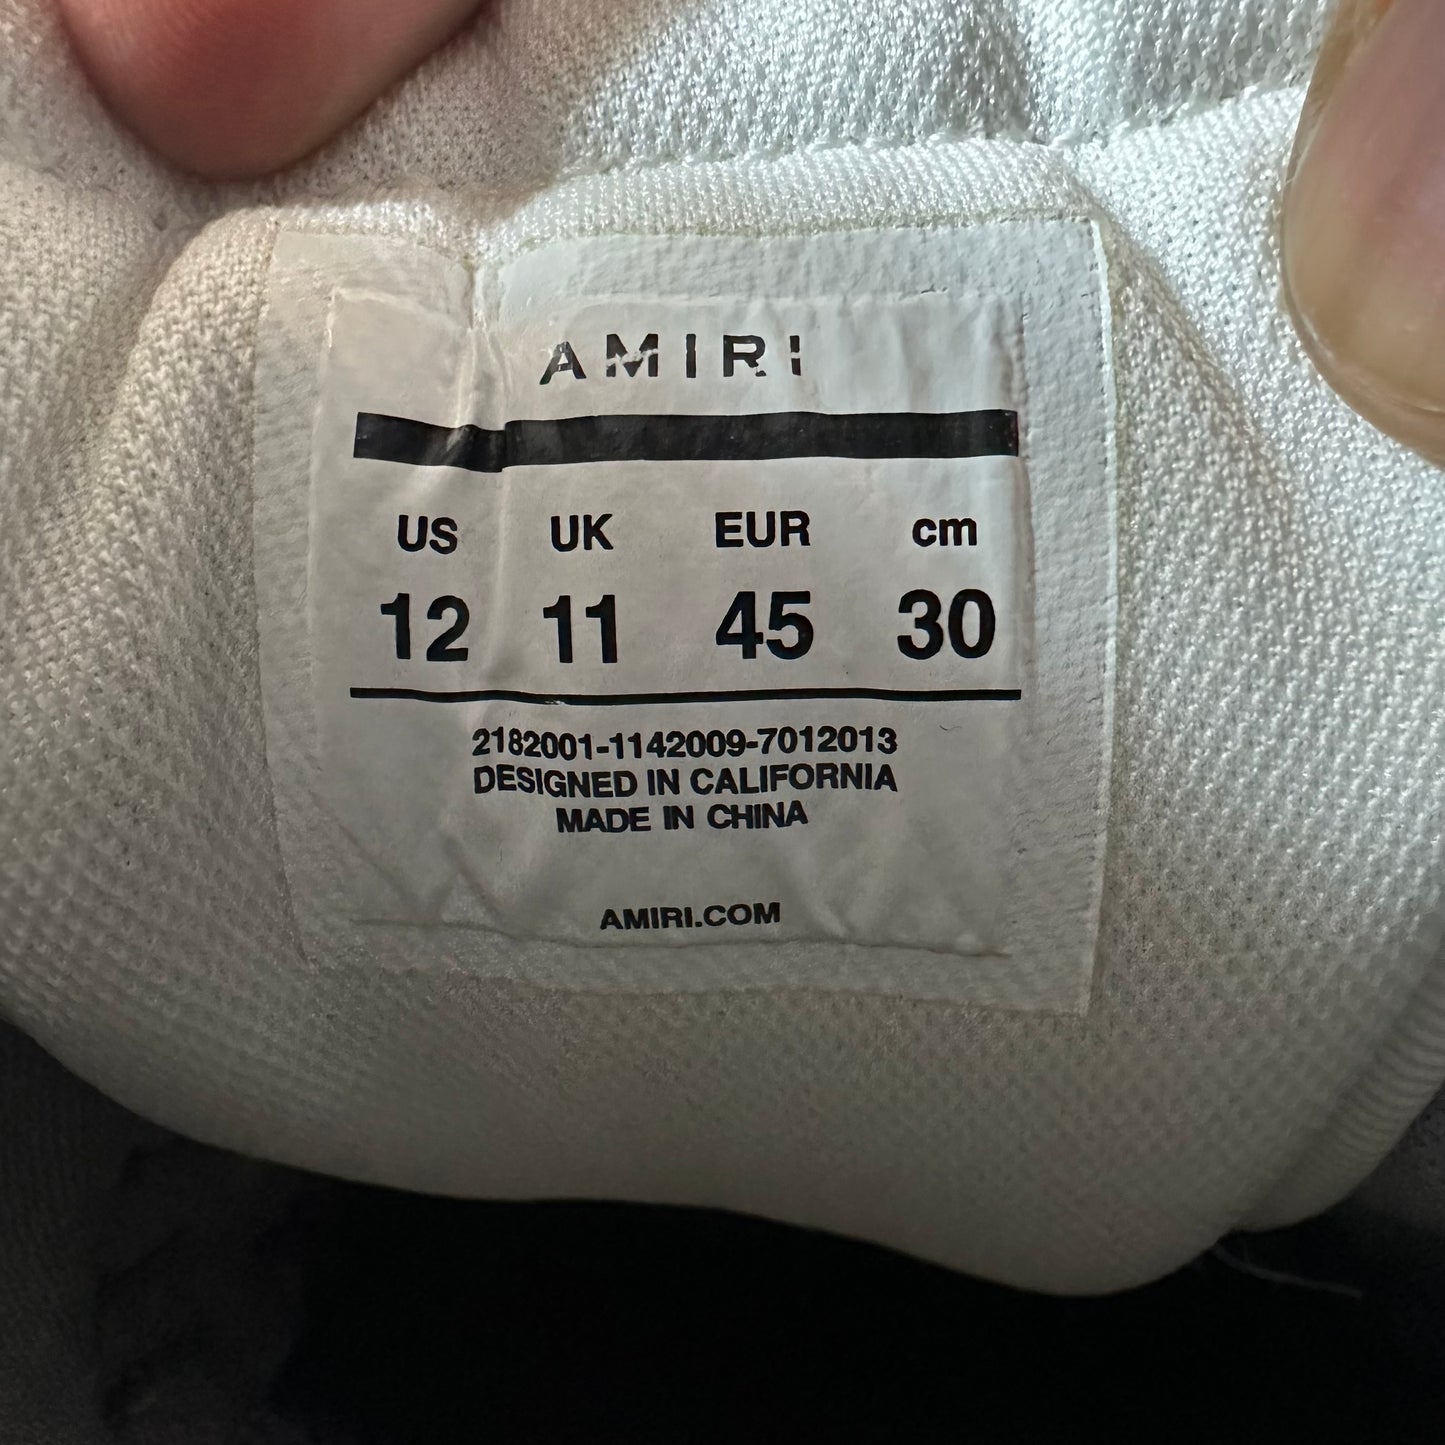 AMIRI
US UK EUR cm
12 11 45 30
2182001-1142009-7012013
DESIGNED IN CALIFORNIA
MADE IN CHINA
AMIRI.COM